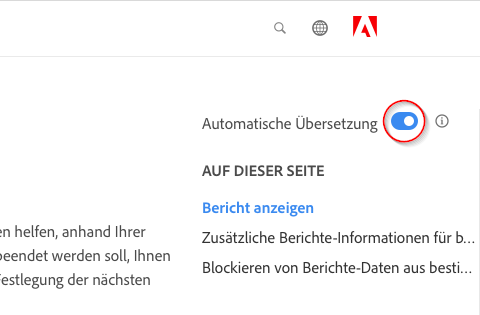 Automatische Übersetzung
AUF DIESER SEITE
Bericht anzeigen
Zusätzliche Berichte-Informationen für b...
Blockieren von Berichte-Daten aus besti...
en helfen, anhand Ihrer
beendet werden soll, Ihnen
Festlegung der nächsten